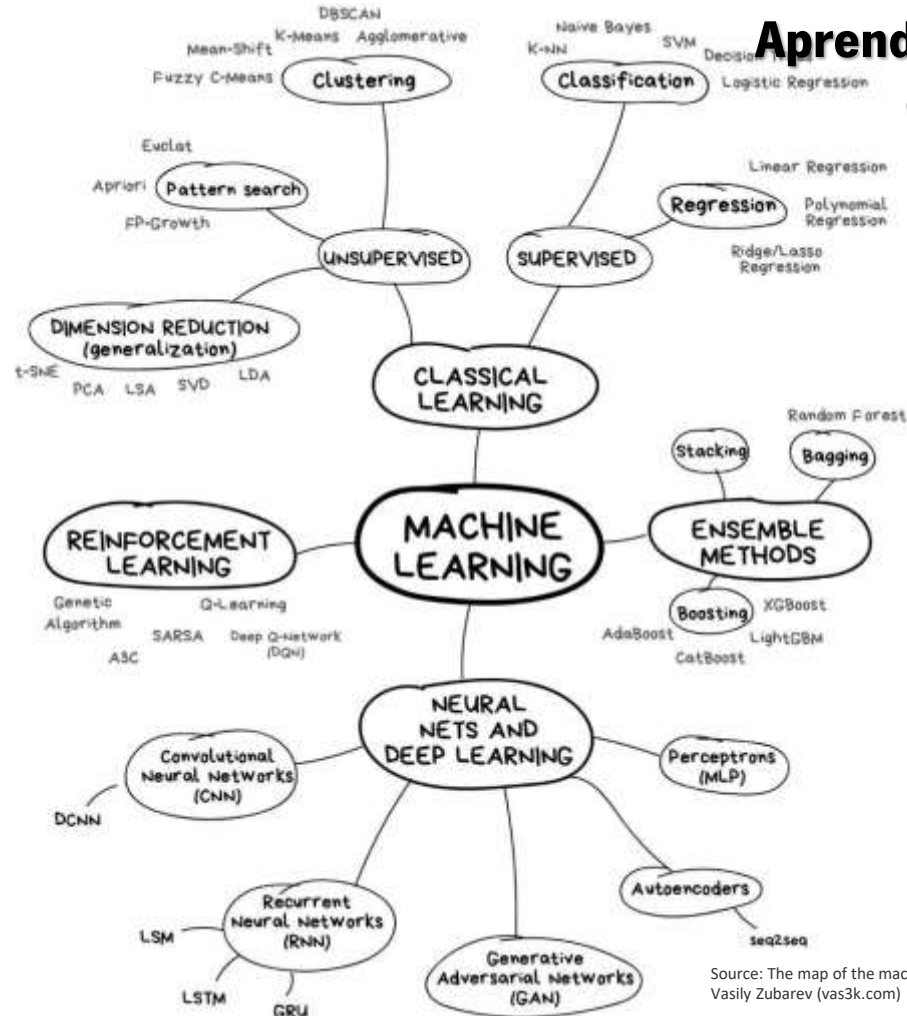 Aprend
DBSCAN
K-Means
Agglomerative
Mean-Shift
Fuzzy C-Means
Clustering
Naive Bayes
SVM
K-NN
Decision
Classification
Logistic Regression
Euclat
Apriori
Pattern search
FP-Growth
Linear Regression
Regression
Polynomial
Regression
Ridge/Lasso
Regression
UNSUPERVISED
SUPERVISED
DIMENSION REDUCTION
(generalization)
t-SNE
PCA
LSA
SVD
LDA
CLASSICAL
LEARNING
Random Forest
Stacking
Bagging
MACHINE
LEARNING
REINFORCEMENT
LEARNING
ENSEMBLE
METHODS
Genetic
Algorithm
Q-Learning
SARSA
Deep Q-Network
(DQN)
A3C
Boosting
XGBoost
AdaBoost
LightGBM
CatBoost
NEURAL
NETS AND
DEEP LEARNING
Convolutional
Neural Networks
(CNN)
DCNN
Perceptrons
(MLP)
Autoencoders
seq2seq
Recurrent
Neural Networks
(RNN)
LSM
LSTM
GRU
Generative
Adversarial Networks
(GAN)
Source: The map of the mac
Vasily Zubarev (vas3k.com)